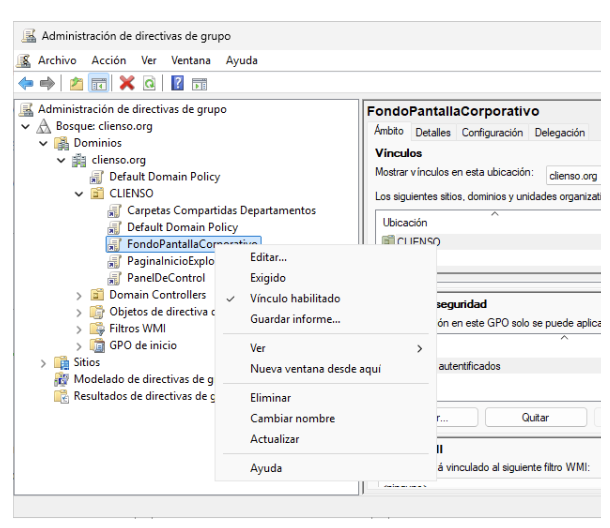 Administración de directivas de grupo
Archivo Acción Ver Ventana Ayuda
Administración de directivas de grupo
Bosque: clienso.org
Dominios
clienso.org
Default Domain Policy
CLIENSO
Carpetas Compartidas Departamentos
Default Domain Policy
FondoPantallaCorporativo
PaginaInicioExplo
PanelDeControl
Domain Controllers
Objetos de directiva
Filtros WMI
GPO de inicio
Sitios
Modelado de directivas de g
Resultados de directivas de g
FondoPantallaCorporativo
Ámbito Detalles Configuración Delegación
Vínculos
Mostrar vínculos en esta ubicación: clienso.org
Los siguientes sitios, dominios y unidades organizati
Ubicación
CLIENSO
Editar...
Exigido
Vínculo habilitado
Guardar informe...
Ver
Nueva ventana desde aquí
Eliminar
Cambiar nombre
Actualizar
Ayuda
seguridad
ón en este GPO solo se puede aplica
autentificados
r... Quitar
á vinculado al siguiente filtro WMI: